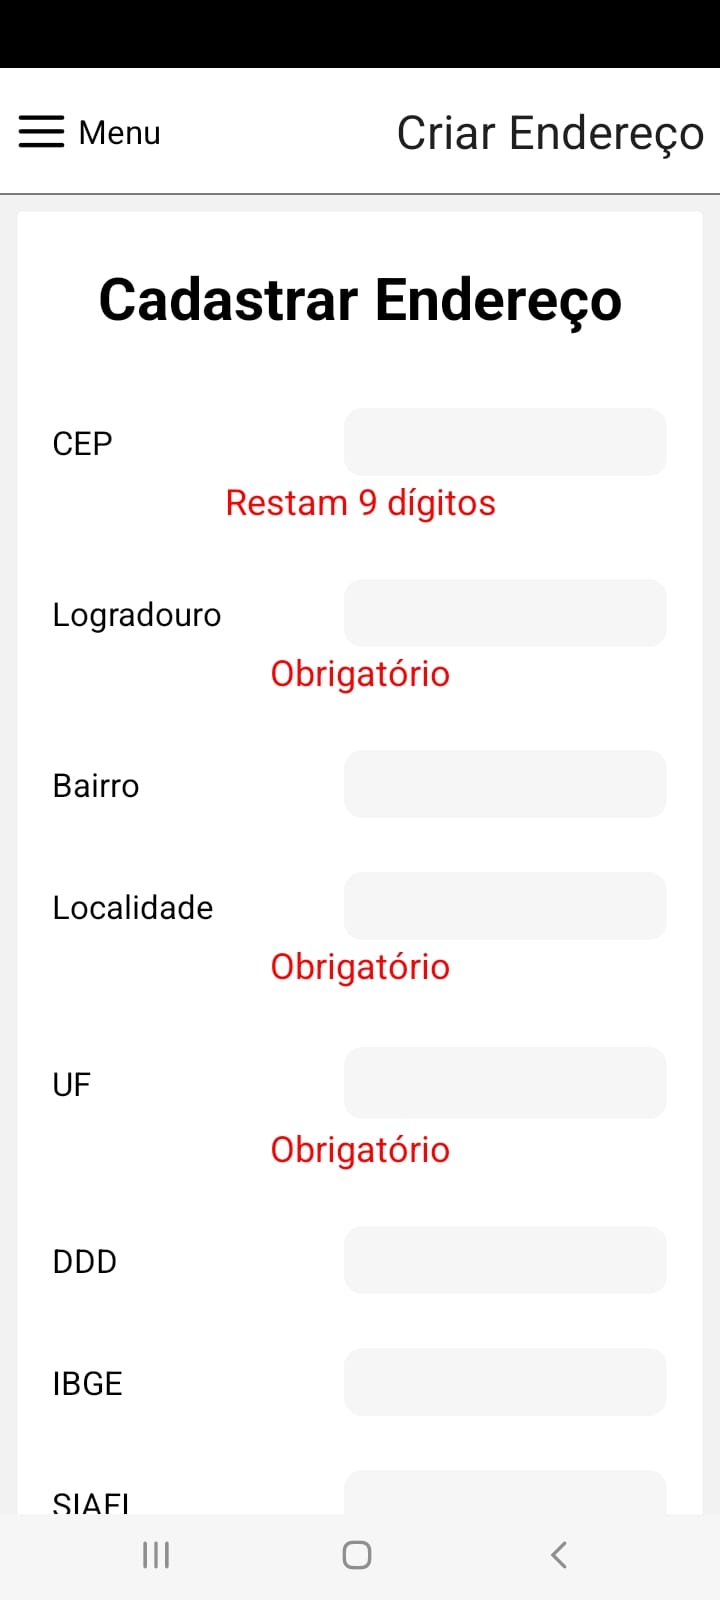 Menu
Criar Endereço
Cadastrar Endereço
CEP
Restam 9 dígitos
Logradouro
Obrigatório
Bairro
Localidade
Obrigatório
UF
Obrigatório
DDD
IBGE
SIAFI